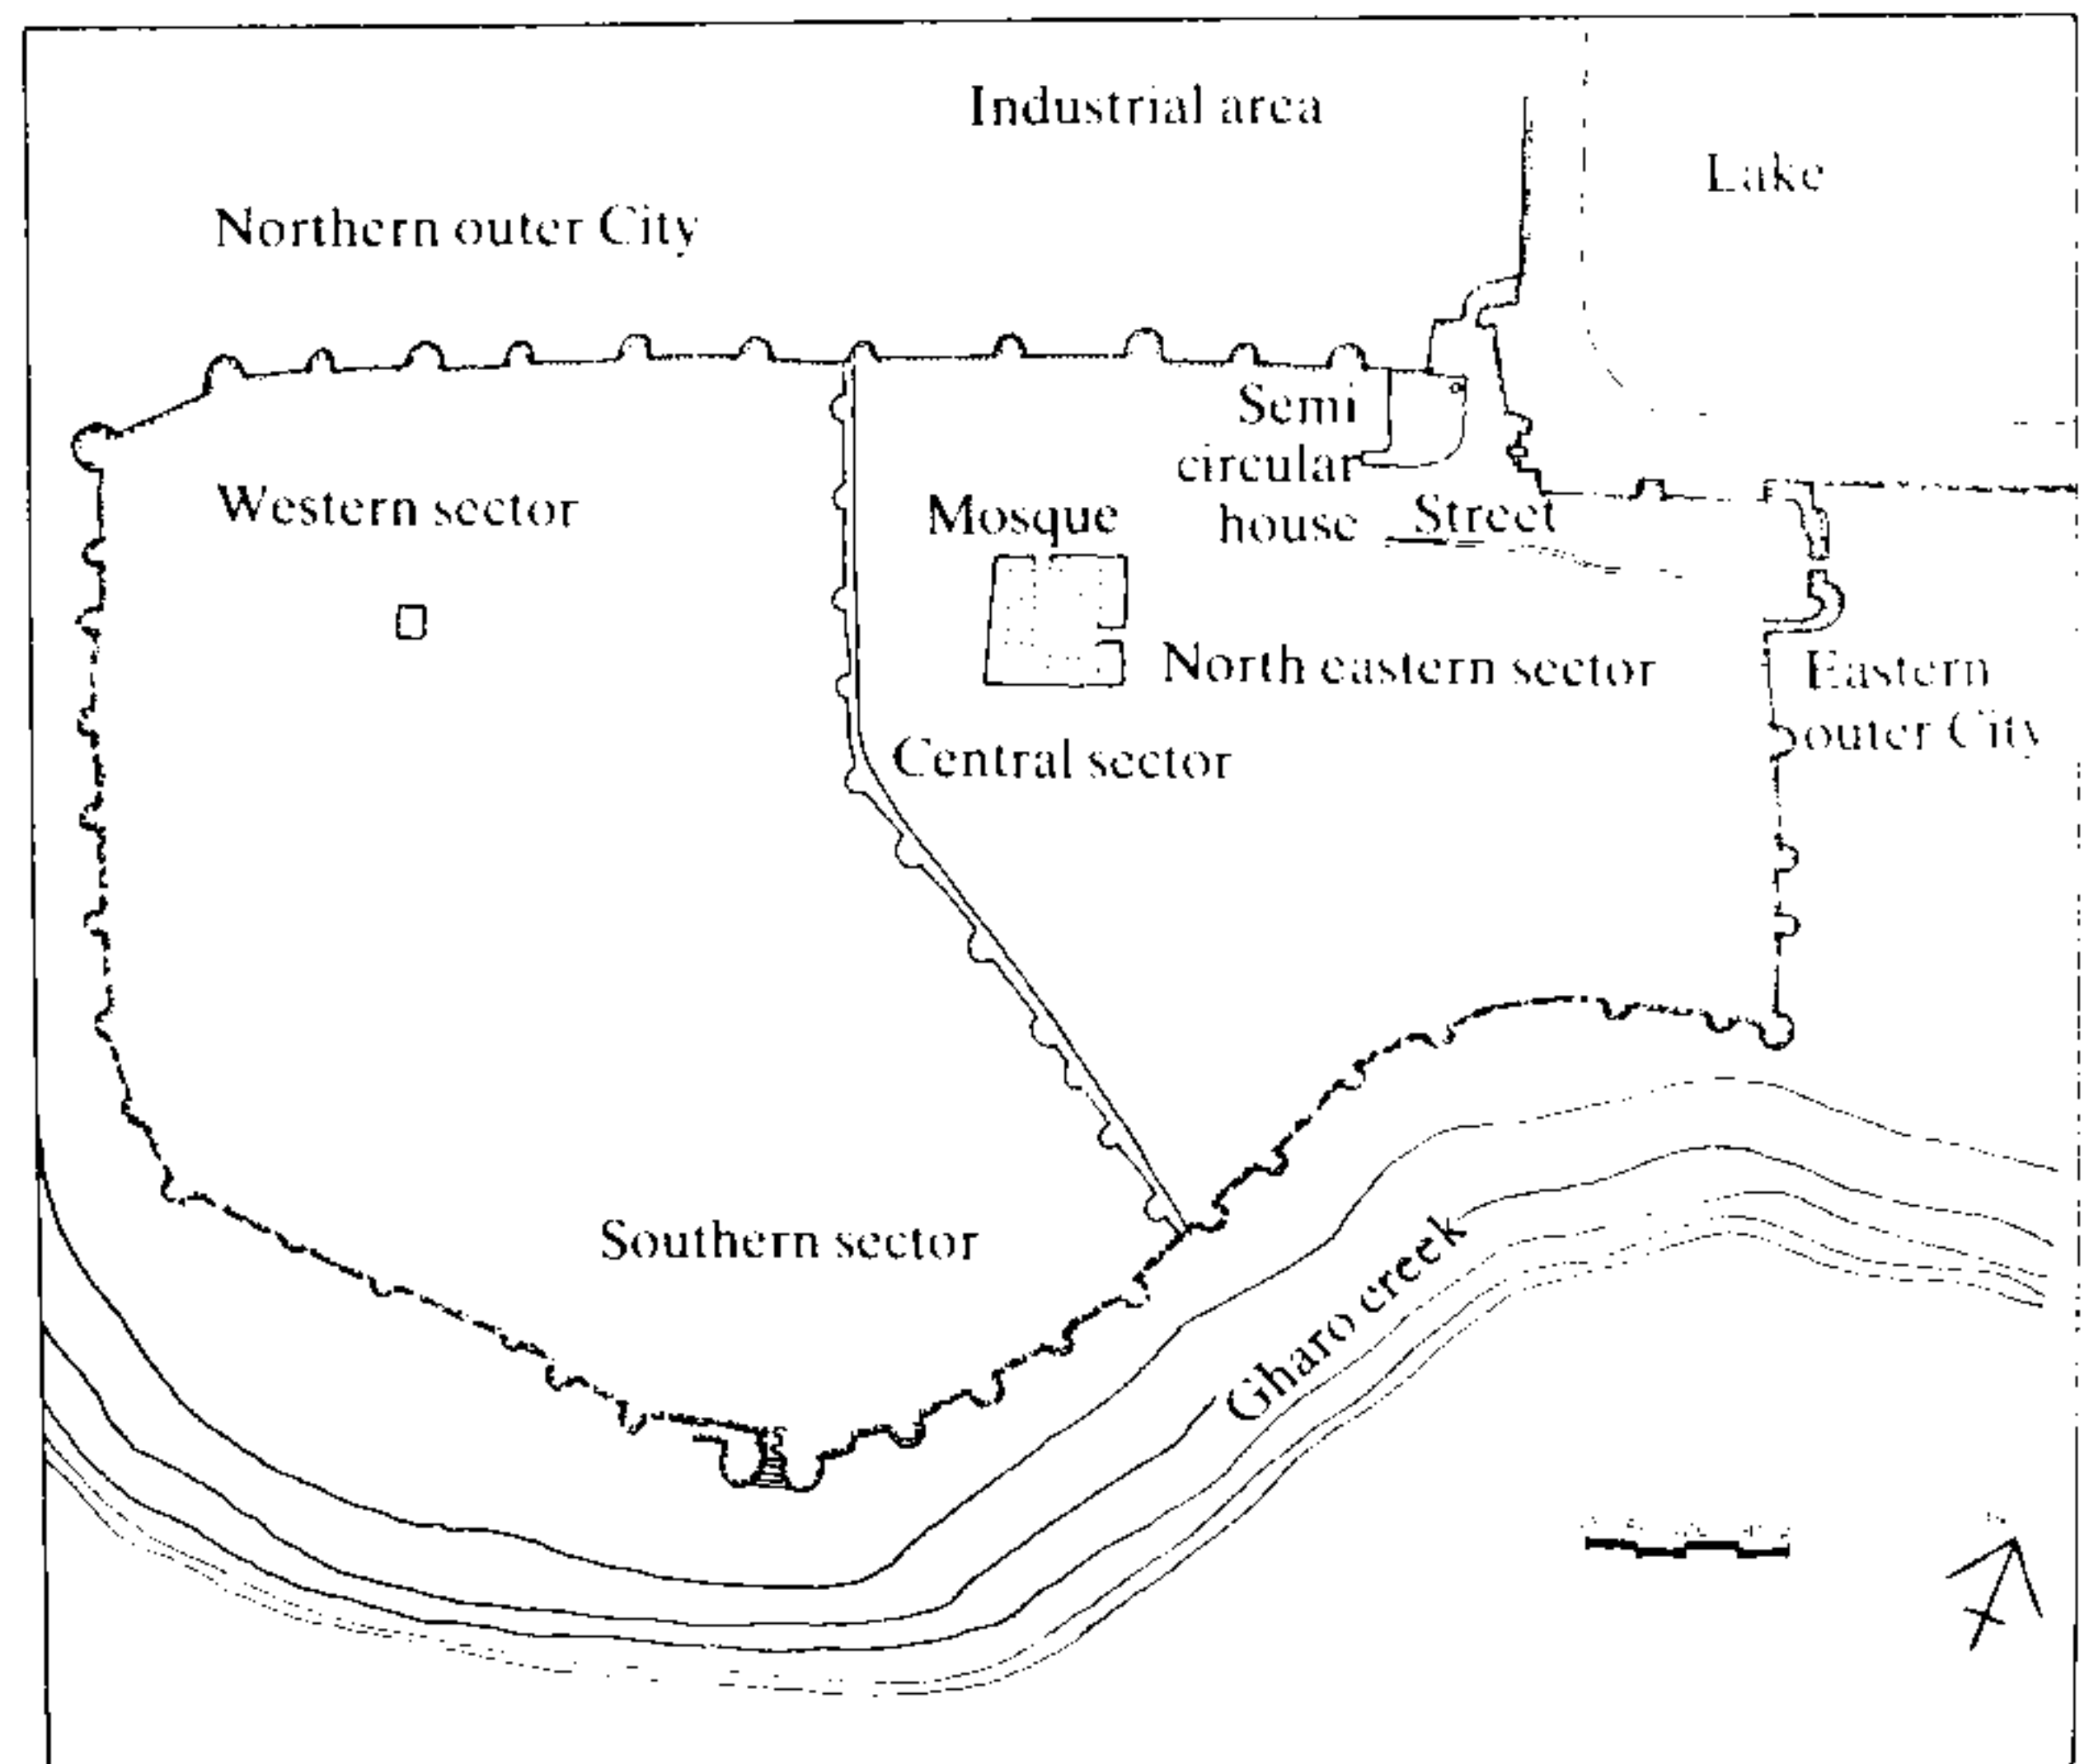 Industrial area
Lake
Northern outer City
Semi
circular
house
Street
Western sector
Mosque
North eastern sector
Eastern
outer City
Central sector
Southern sector
Gharo creek